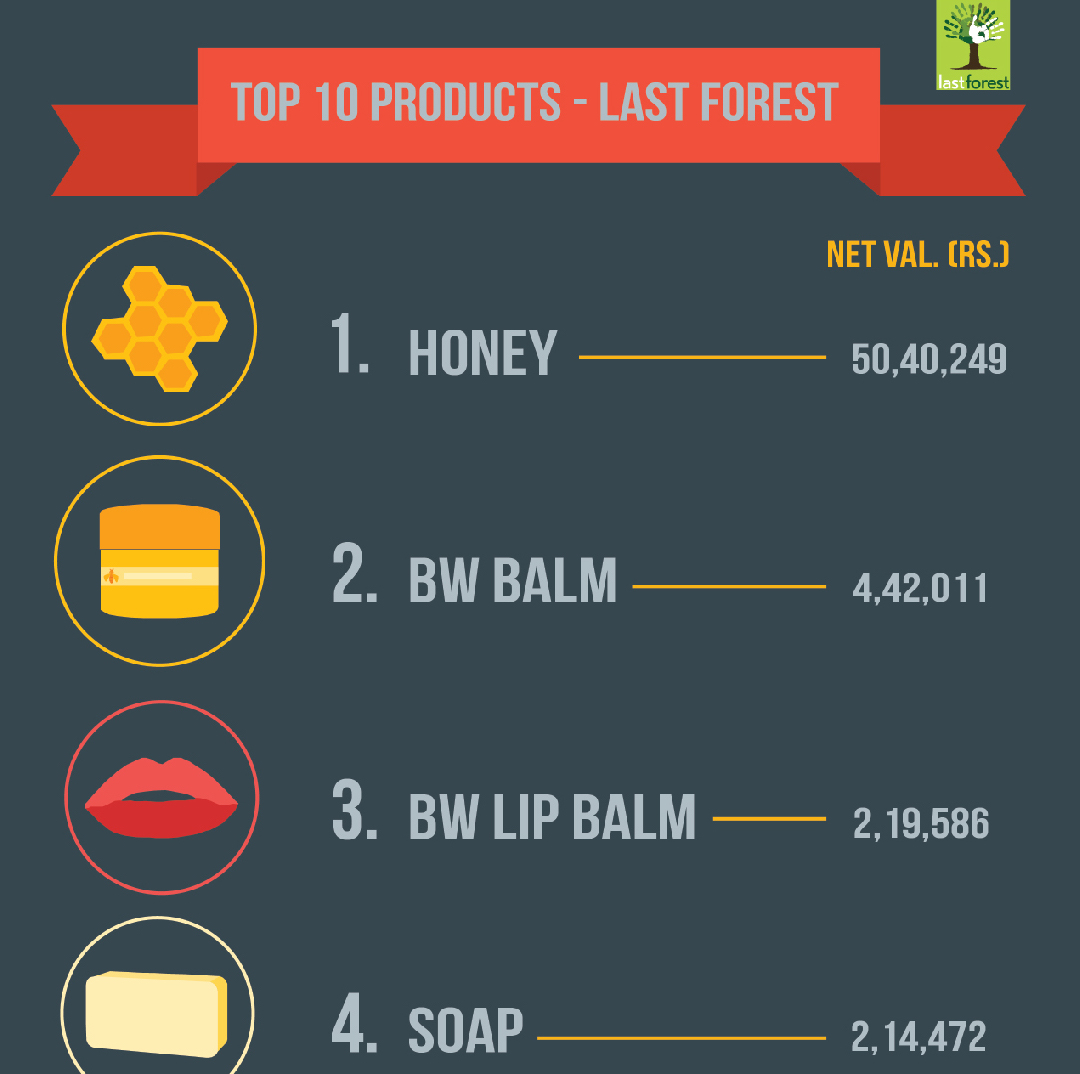 lastforest
TOP 10 PRODUCTS - LAST FOREST
NET VAL. (RS.)
1. HONEY 50,40,249
2. BW BALM 4,42,011
3. BW LIP BALM 2,19,586
4. SOAP 2,14,472